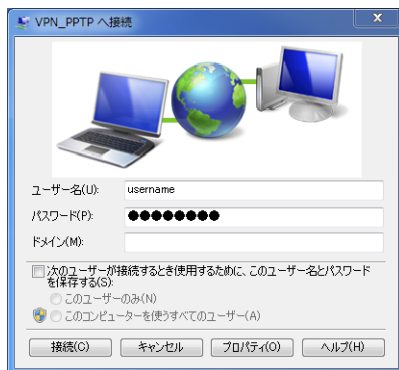 VPN_PPTP へ接続
ユーザー名(U):
username
パスワード(P):
●●●●●●●●
ドメイン(M):
次のユーザーが接続するとき使用するために、このユーザー名とパスワード
を保存する(S):
このユーザーのみ(N)
このコンピューターを使うすべてのユーザー(A)
接続(C)
キャンセル
プロパティ(O)
ヘルプ(H)